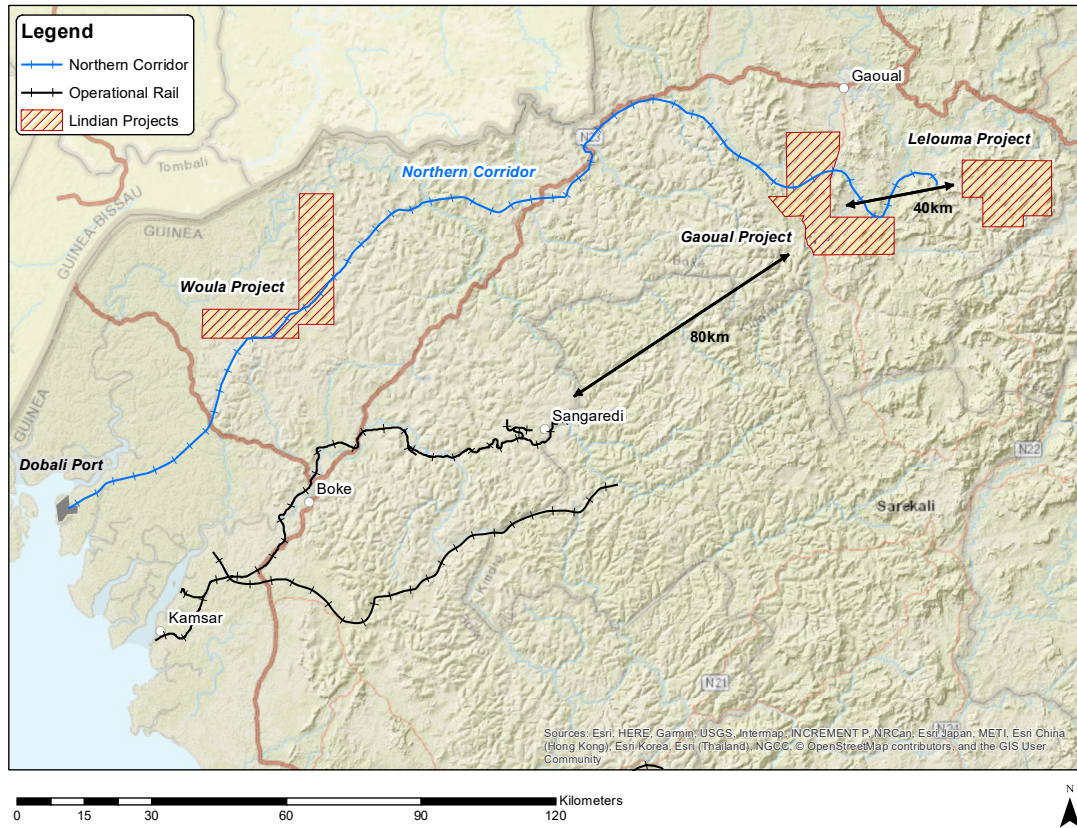 Legend
Northern Corridor
Operational Rail
Lindian Projects
Gaoual
N23
Lelouma Project
Tombali
Northern Corridor
GUINEA-BISSAU
GUINEA
40km
Gaoual Project
Woula Project
80km
GUINEA
Sangaredi
N22
Dobali Port
Boke
Sarekali
Kamsar
N21
Sources: Esri, HERE, Garmin, USGS, Intermap, INCREMENT P, NRCan, Esri Japan, METI, Esri China
(Hong Kong), Esri Korea, Esri (Thailand), NGCC, © OpenStreetMap contributors, and the GIS User
Community
Kilometers
0 15 30 60 90 120
N